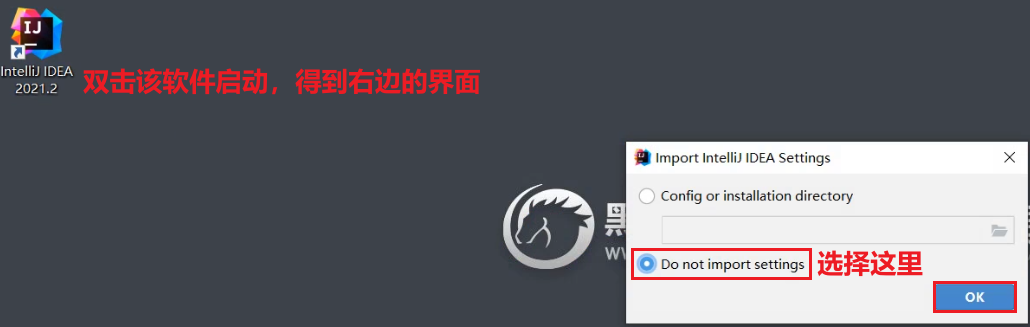 IJ
IntelliJ IDEA
2021.2
双击该软件启动，得到右边的界面
Import IntelliJ IDEA Settings
Config or installation directory
黑
Do not import settings
选择这里
OK